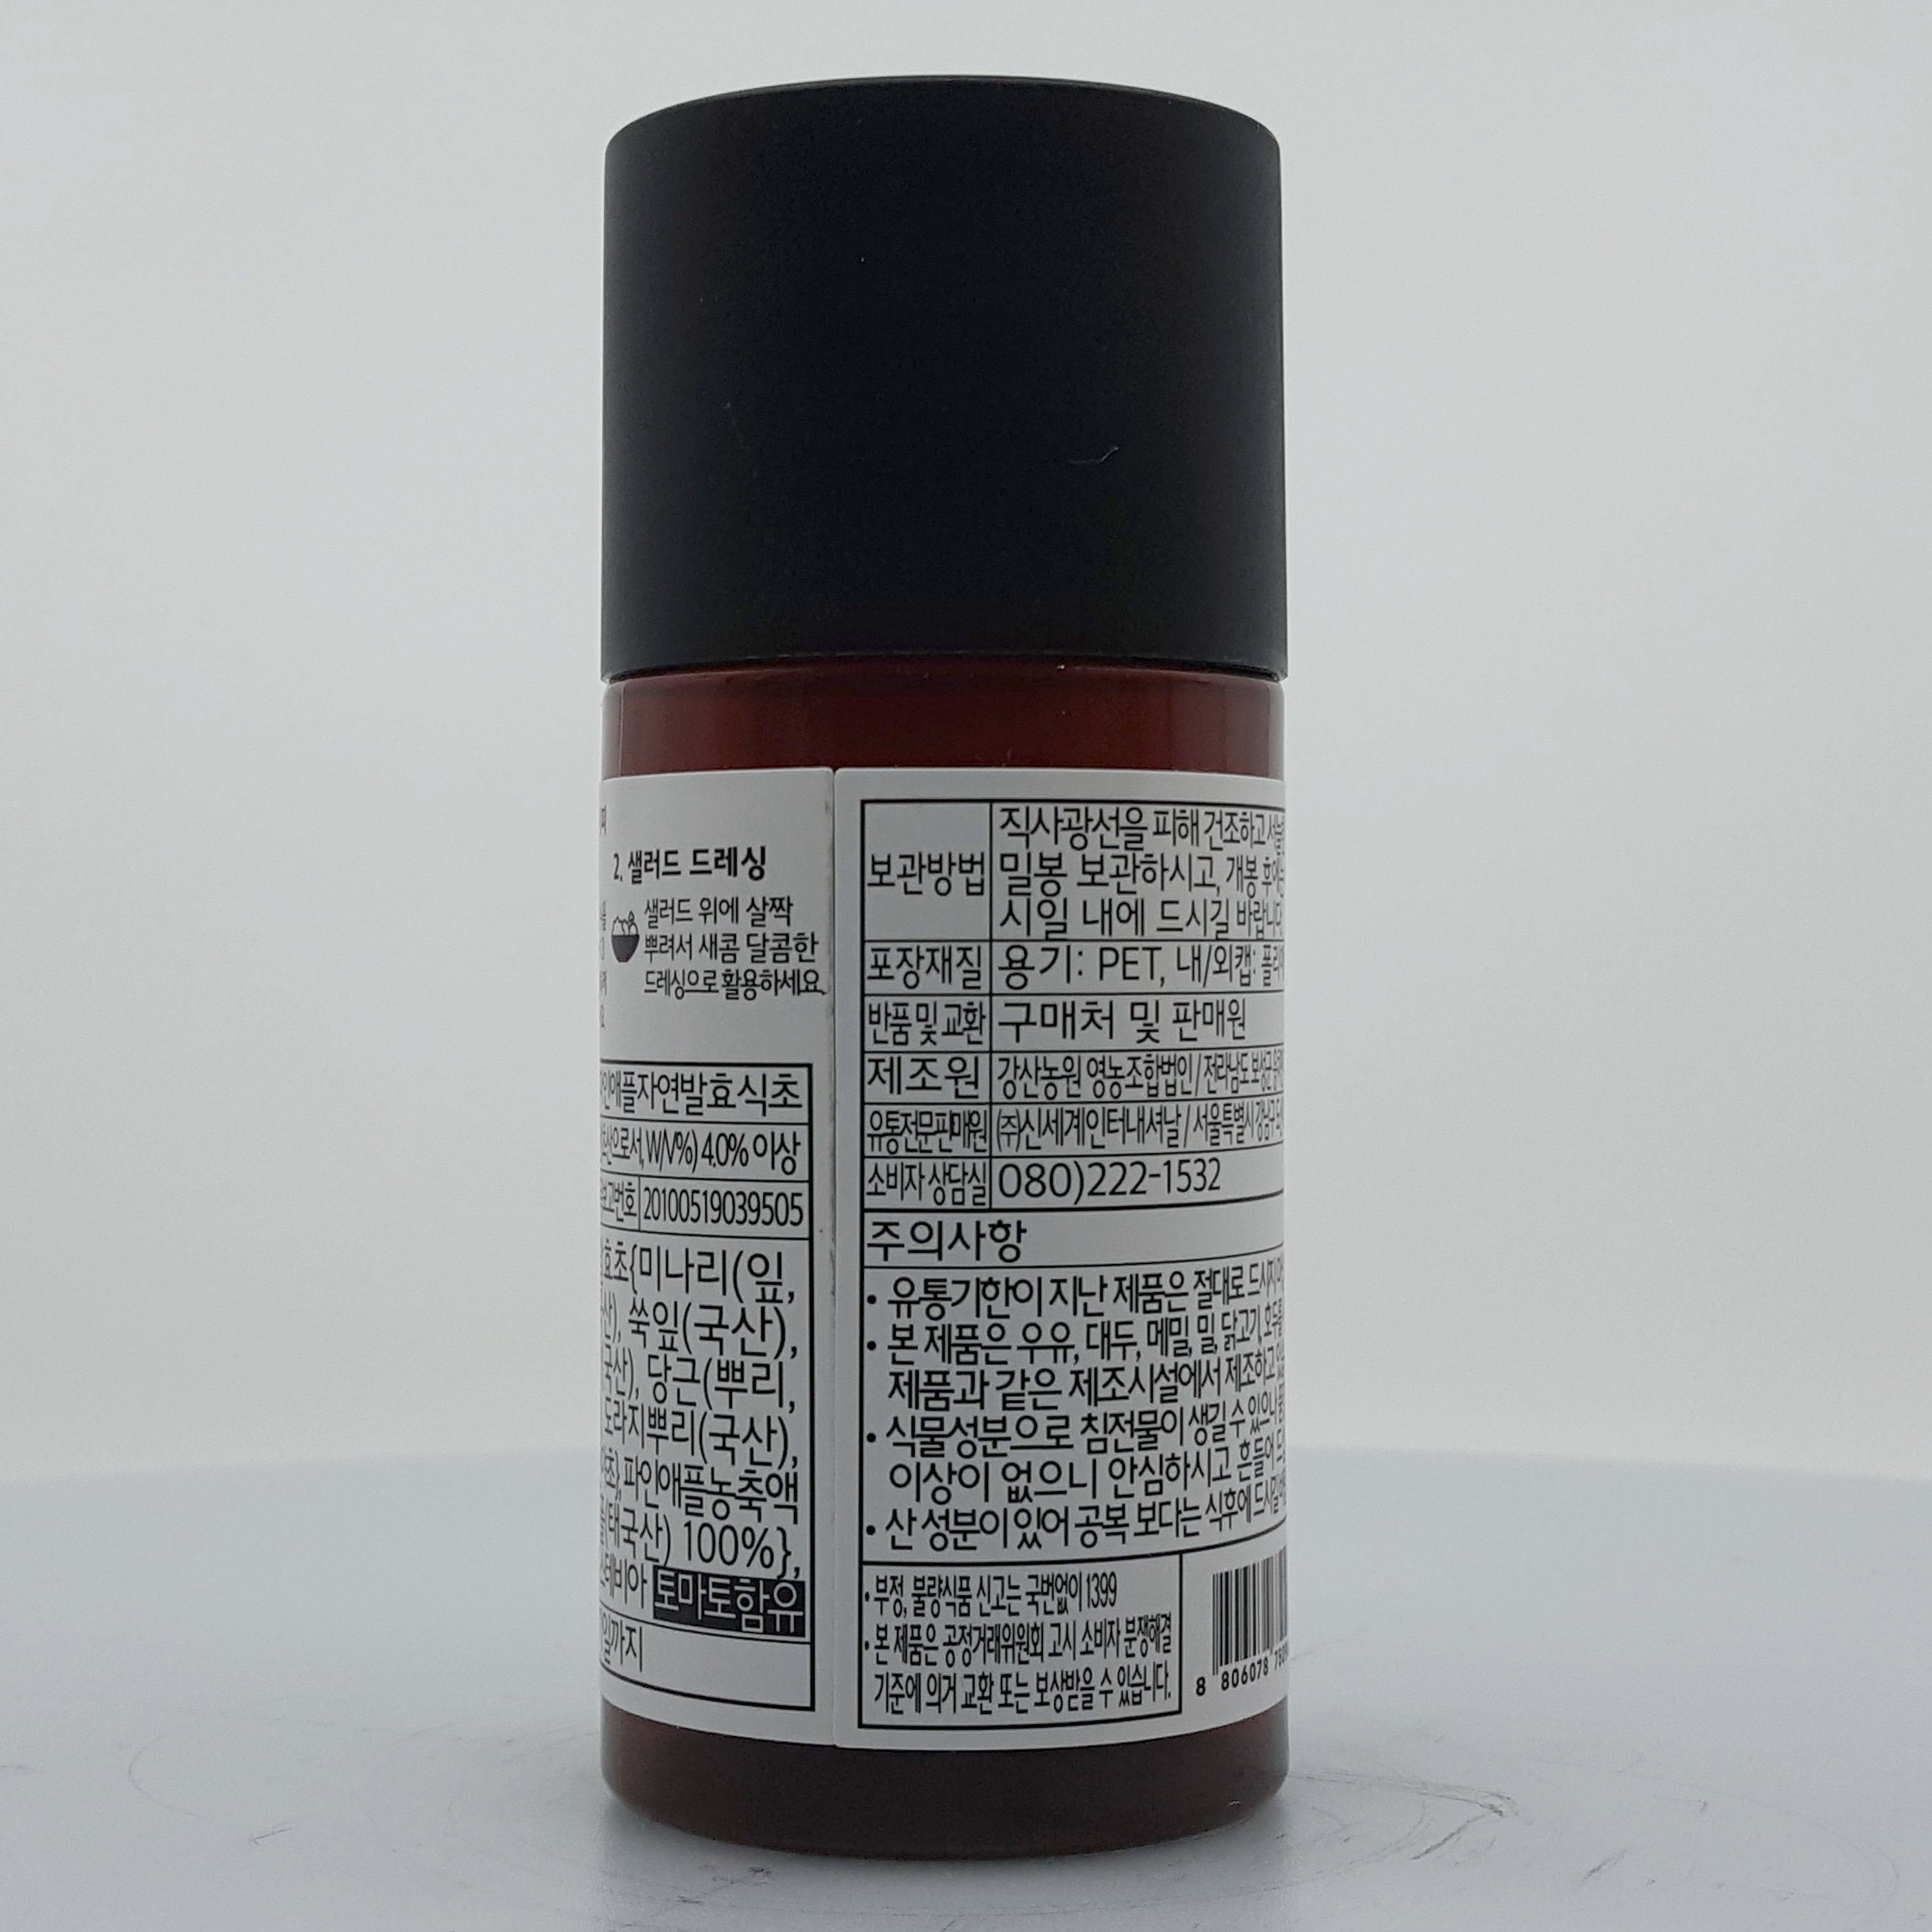 2. 샐러드 드레싱
샐러드 위에 살짝
뿌려서 새콤 달콤한
드레싱으로 활용하세요.
자연발효식초
W/V%) 4.0% 이상
20100519039505
미나리(잎,
쑥잎(국산),
당근(뿌리,
도라지뿌리(국산),
파인애플농축액
(태국산) 100%},
토마토함유
보관방법
직사광선을 피해 건조하고
밀봉 보관하시고, 개봉
시일 내에 드시길
포장재질 용기: PET, 내/외캡:
반품 및 교환 구매처 및 판매원
제조원 강산농원 영농조합법인 / 전라남도 보성군
유통전문판매원 (주)신세계인터내셔날 / 서울특별시 강남구
소비자 상담실 080)222-1532
주의사항
• 유통기한이 지난 제품은 절대로
• 본 제품은 우유, 대두, 메밀, 밀, 닭고기,
제품과 같은 제조시설에서 제조하고
• 식물성분으로 침전물이 생길 수 있으나
이상이 없으니 안심하시고 흔들어
• 산 성분이 있어 공복 보다는 식후에
• 부정, 불량식품 신고는 국번없이 1399
• 본 제품은 공정거래위원회 고시 소비자 분쟁해결
기준에 의거 교환 또는 보상받을 수 있습니다.
8 806078